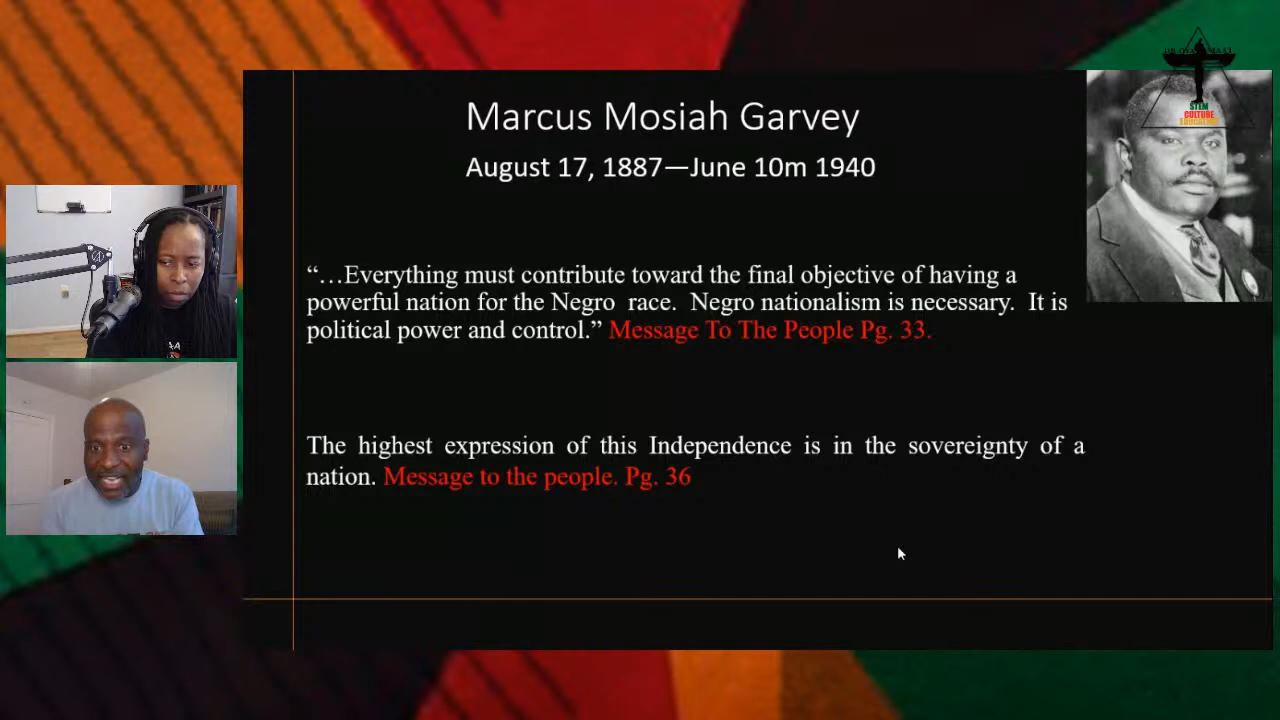 Marcus Mosiah Garvey
August 17, 1887—June 10m 1940
“…Everything must contribute toward the final objective of having a
powerful nation for the Negro race. Negro nationalism is necessary. It is
political power and control.” Message To The People Pg. 33.
The highest expression of this Independence is in the sovereignty of a
nation. Message to the people. Pg. 36
STEM
CULTURE
EDUCATION